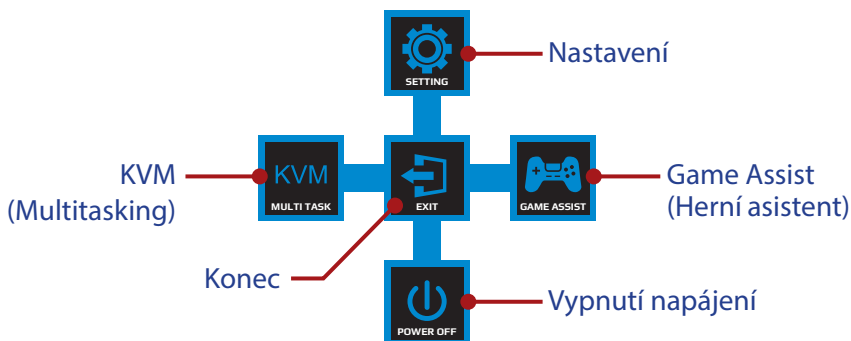 SETTING
Nastavení
KVM
(Multitasking)
KVM
MULTI TASK
EXIT
GAME ASSIST
Game Assist
(Herní asistent)
Konec
POWER OFF
Vypnutí napájení